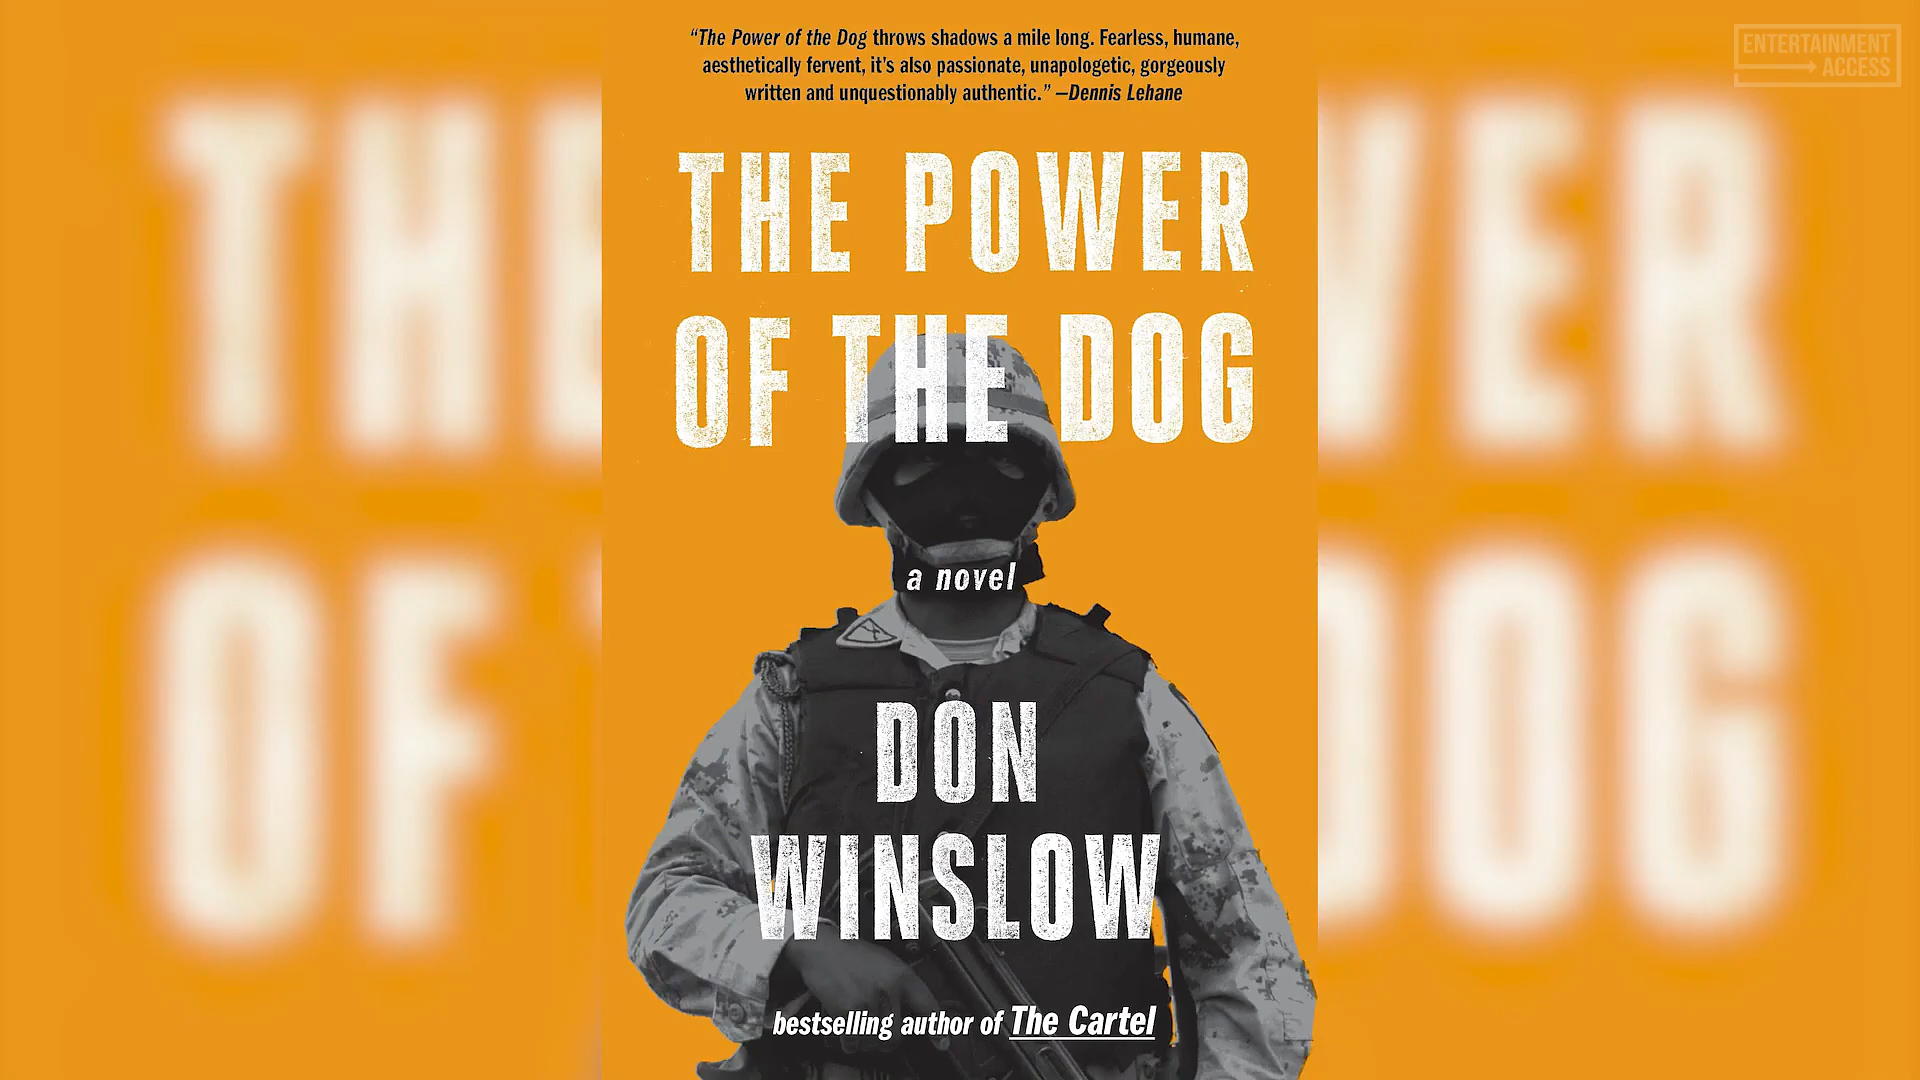 “The Power of the Dog throws shadows a mile long. Fearless, humane,
aesthetically fervent, it’s also passionate, unapologetic, gorgeously
written and unquestionably authentic.” —Dennis Lehane
ENTERTAINMENT
ACCESS
THE POWER
OF THE DOG
a novel
DON
WINSLOW
bestselling author of The Cartel